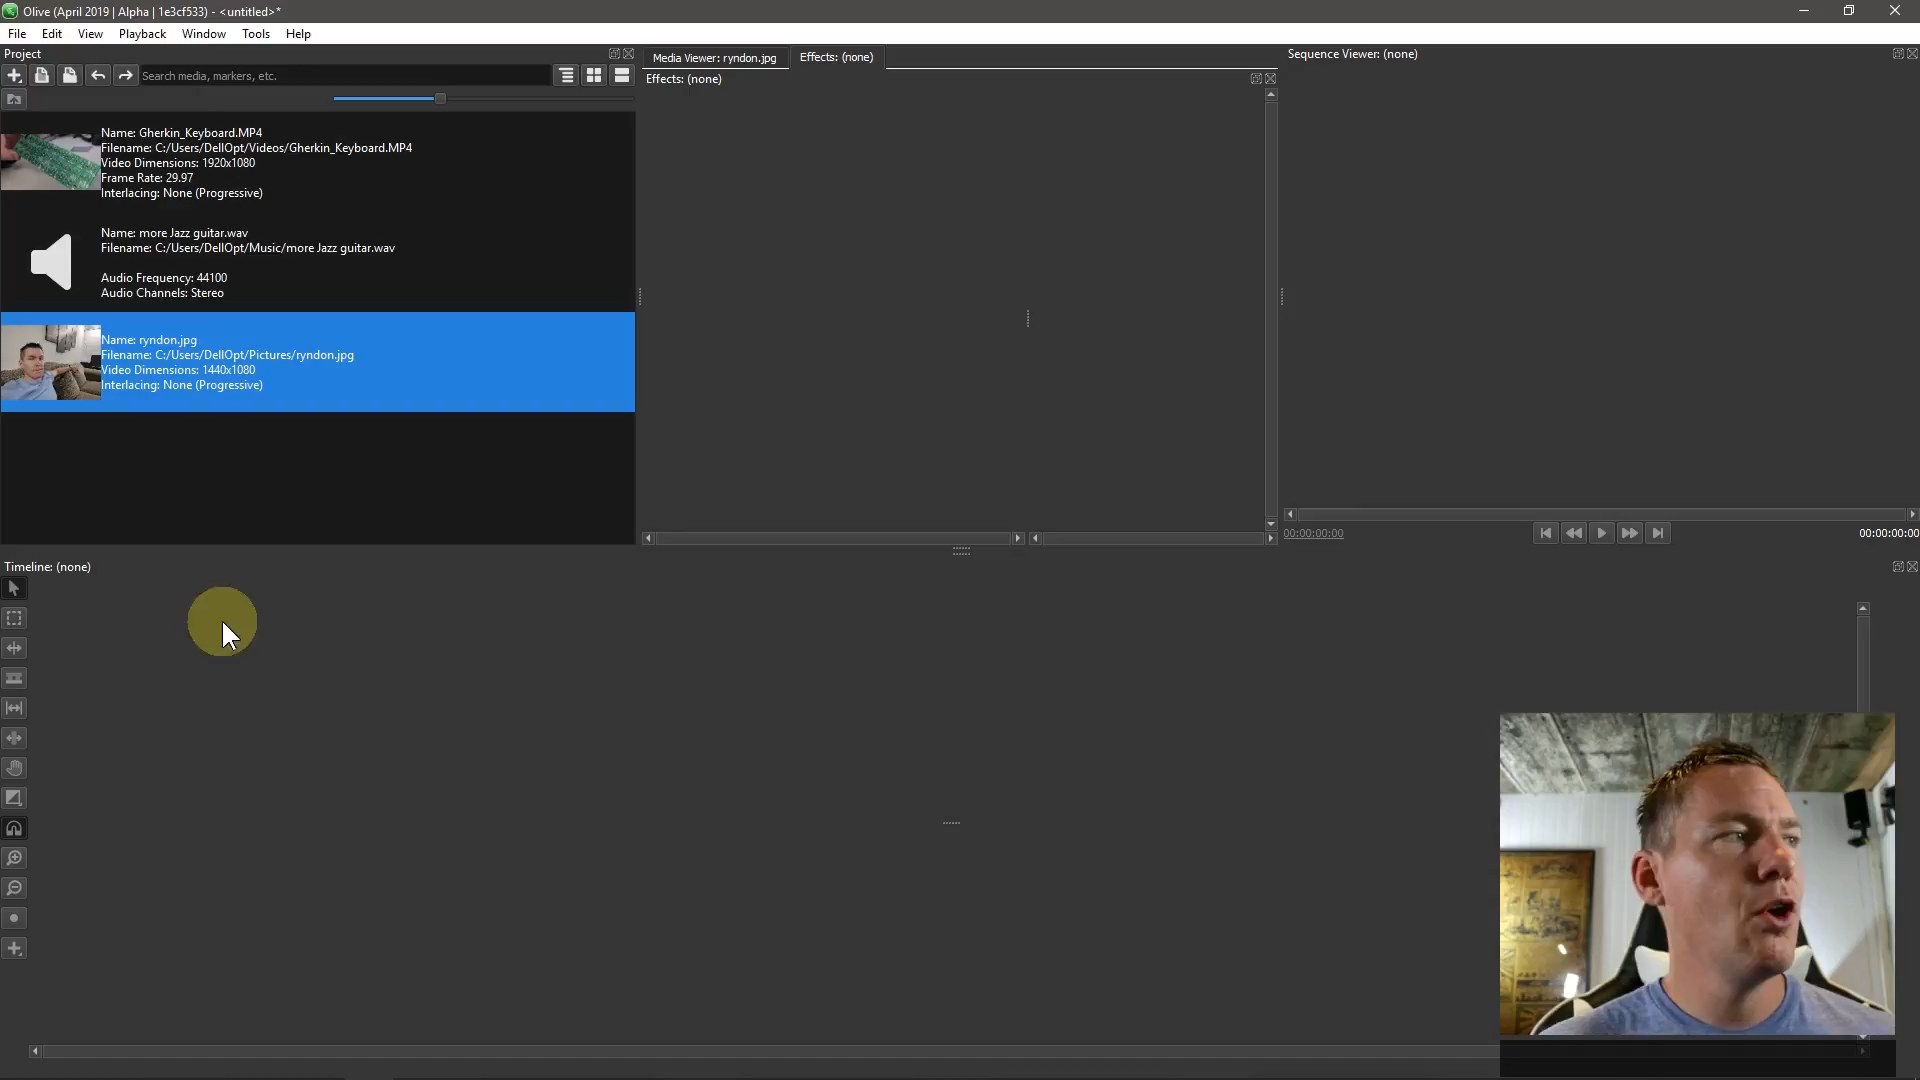 Olive (April 2019 | Alpha | 1e3cf533) - <untitled>*
File Edit View Playback Window Tools Help
Project
Search media, markers, etc.
Name: Gherkin_Keyboard.MP4
Filename: C:/Users/DellOpt/Videos/Gherkin_Keyboard.MP4
Video Dimensions: 1920x1080
Frame Rate: 29.97
Interlacing: None (Progressive)
Name: more Jazz guitar.wav
Filename: C:/Users/DellOpt/Music/more Jazz guitar.wav
Audio Frequency: 44100
Audio Channels: Stereo
Name: ryndon.jpg
Filename: C:/Users/DellOpt/Pictures/ryndon.jpg
Video Dimensions: 1440x1080
Interlacing: None (Progressive)
Media Viewer: ryndon.jpg Effects: (none)
Effects: (none)
Sequence Viewer: (none)
00:00:00:00 00:00:00:00
Timeline: (none)